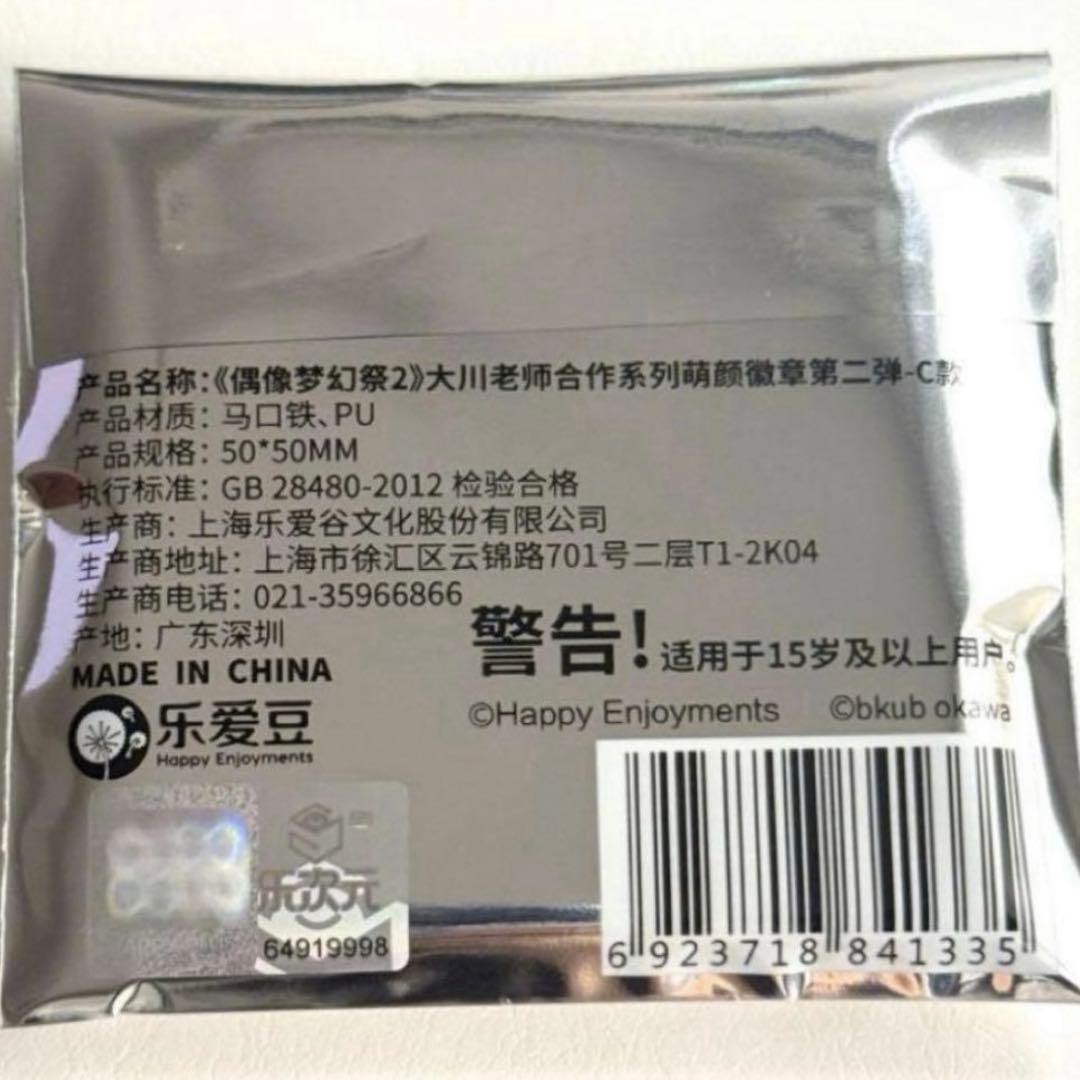 产品名称：《偶像梦幻祭2》大川老师合作系列萌颜徽章第二弹-C款
产品材质：马口铁、PU
产品规格：50*50MM
执行标准：GB 28480-2012 检验合格
生产商：上海乐爱谷文化股份有限公司
生产商地址：上海市徐汇区云锦路701号二层T1-2K04
生产商电话：021-35966866
产地：广东深圳
MADE IN CHINA
警告！适用于15岁及以上用户。
©Happy Enjoyments ©bkub okawa
乐爱豆
Happy Enjoyments
乐次元
64919998
6 923718 841335